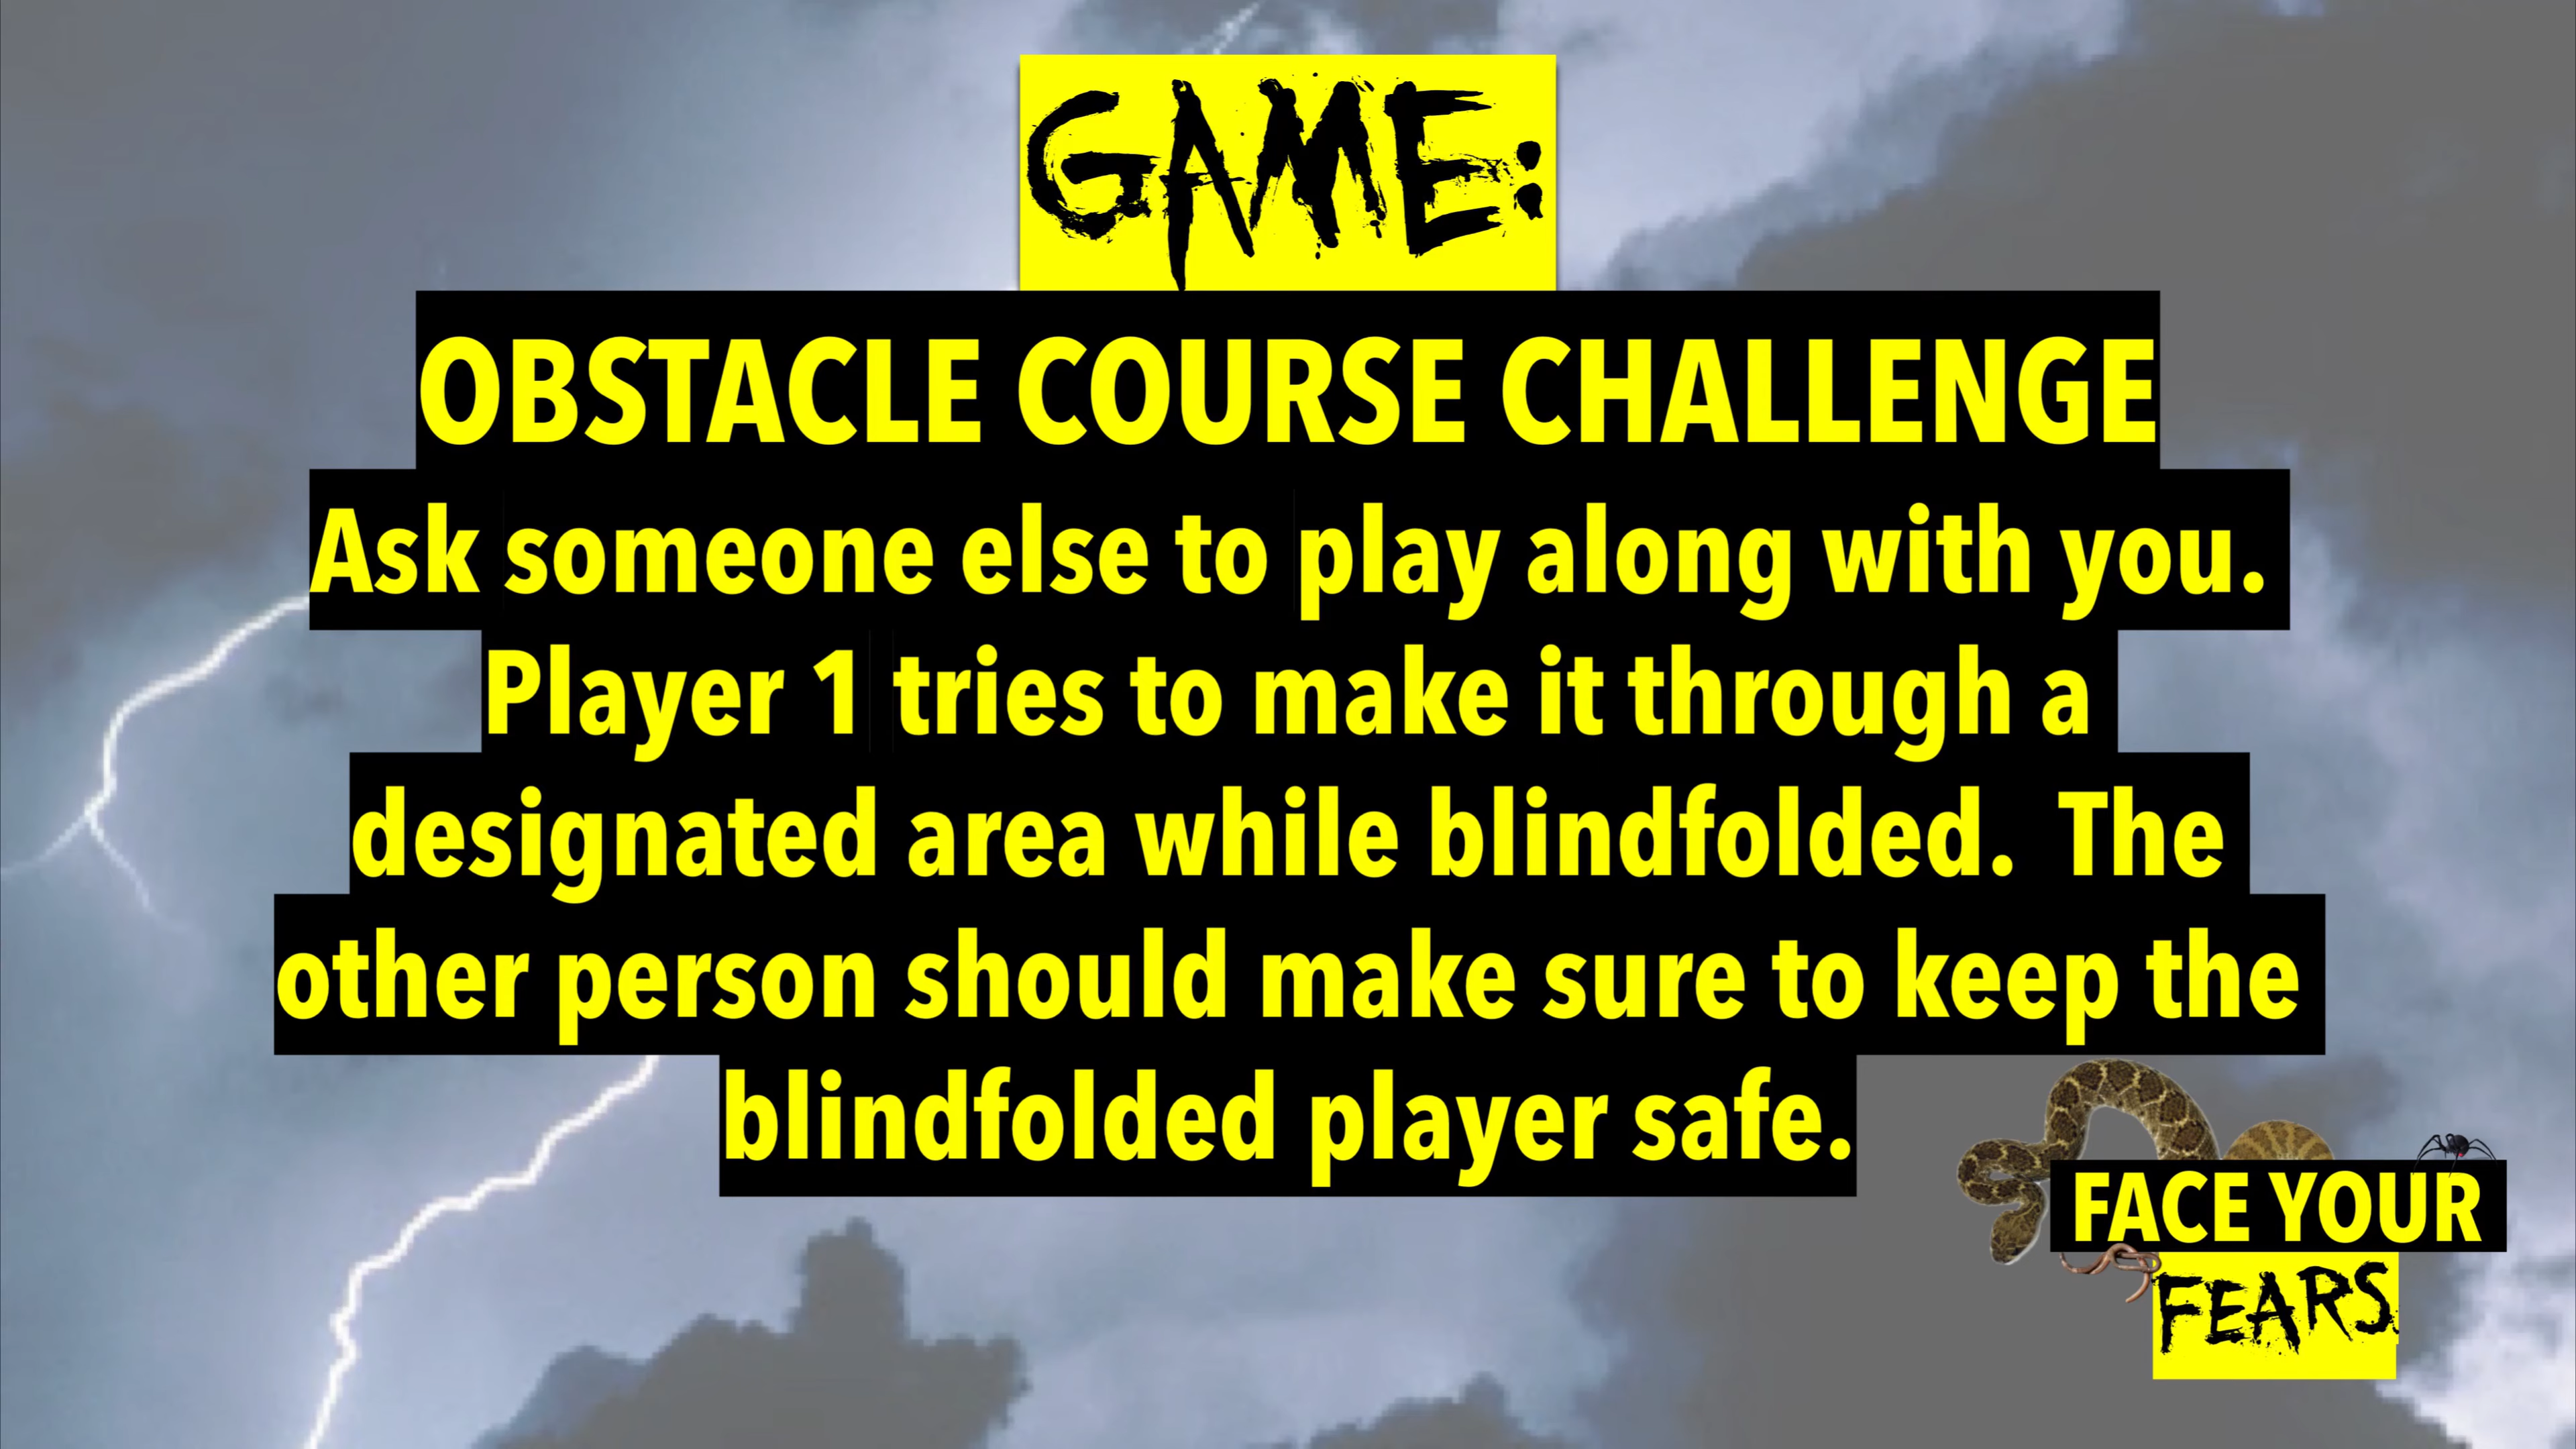 GAME:
OBSTACLE COURSE CHALLENGE
Ask someone else to play along with you.
Player 1 tries to make it through a
designated area while blindfolded. The
other person should make sure to keep the
blindfolded player safe.
FACE YOUR
FEARS.